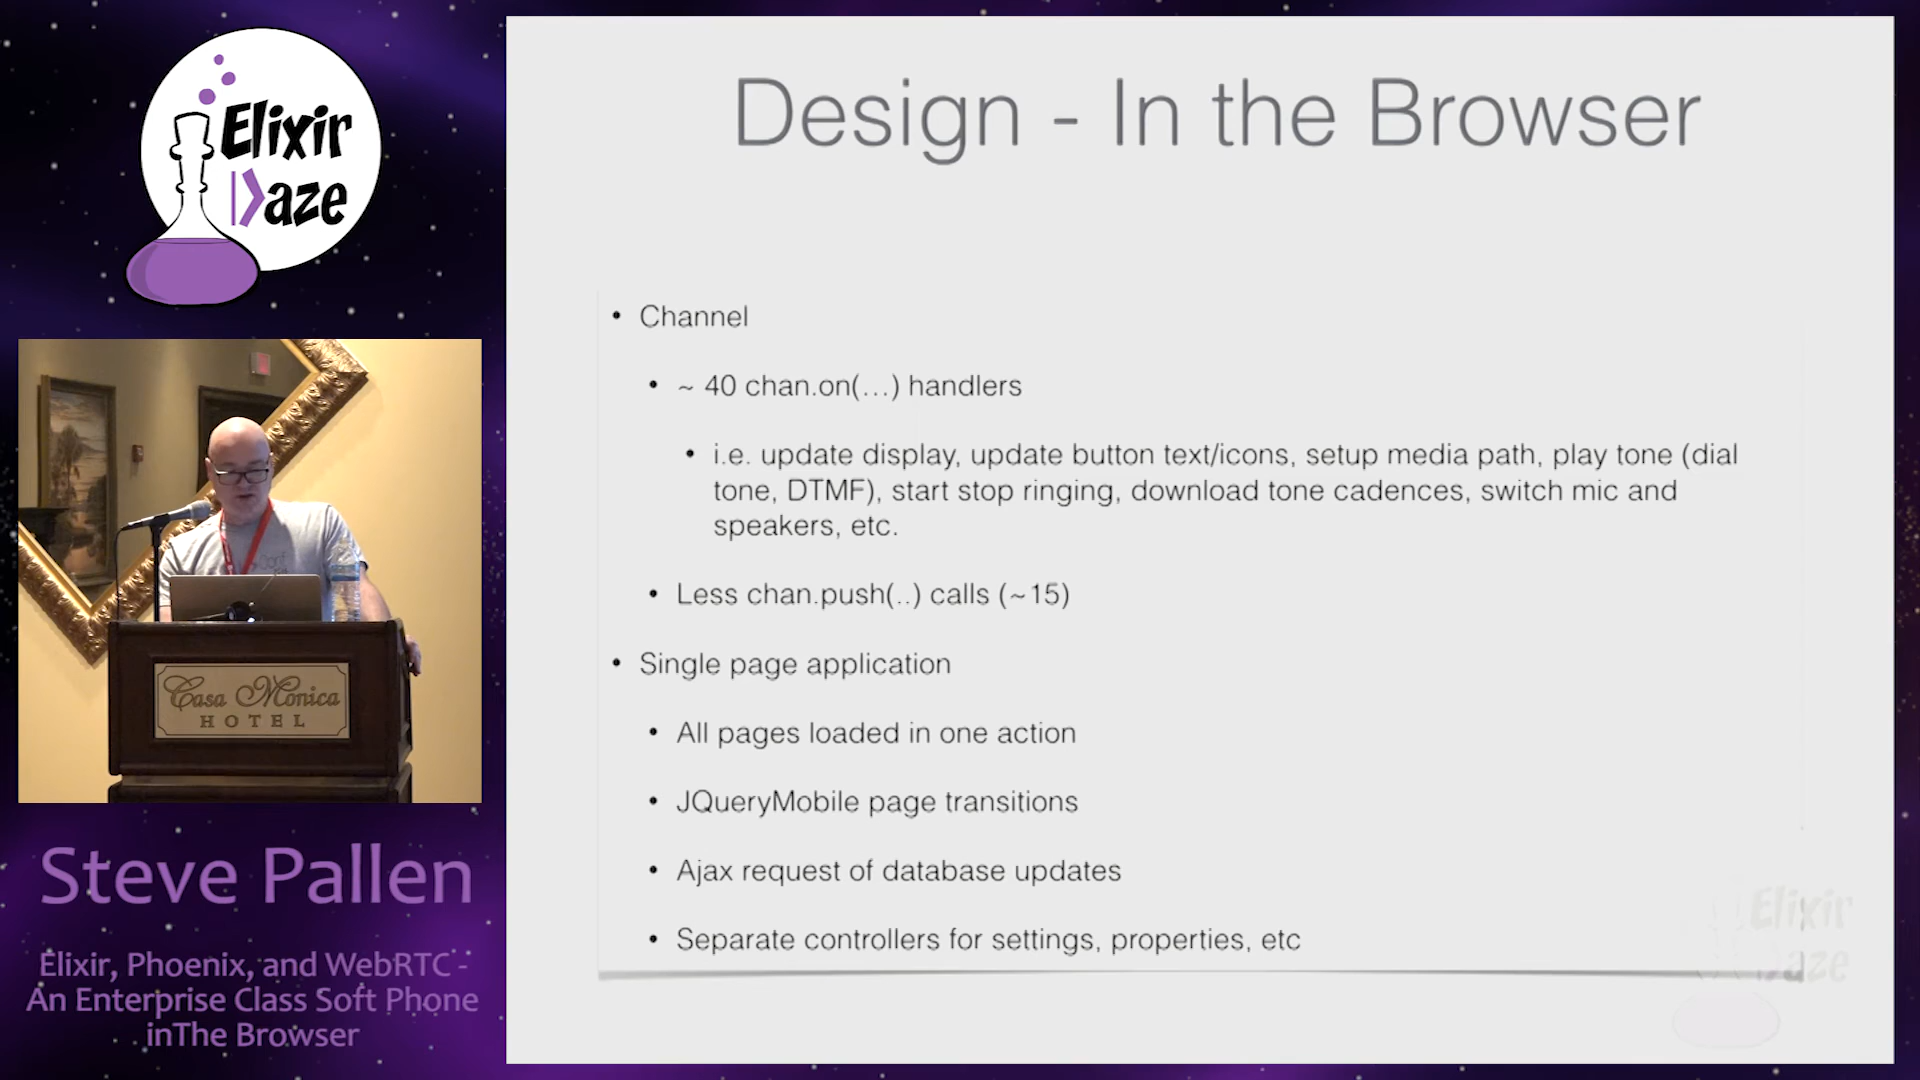 Elixir
|>aze
Design - In the Browser
• Channel
• ~ 40 chan.on(…) handlers
• i.e. update display, update button text/icons, setup media path, play tone (dial
tone, DTMF), start stop ringing, download tone cadences, switch mic and
speakers, etc.
• Less chan.push(..) calls (~15)
• Single page application
• All pages loaded in one action
• JQueryMobile page transitions
• Ajax request of database updates
• Separate controllers for settings, properties, etc
Casa Monica
HOTEL
Steve Pallen
Elixir, Phoenix, and WebRTC -
An Enterprise Class Soft Phone
inThe Browser
Elixir
aze